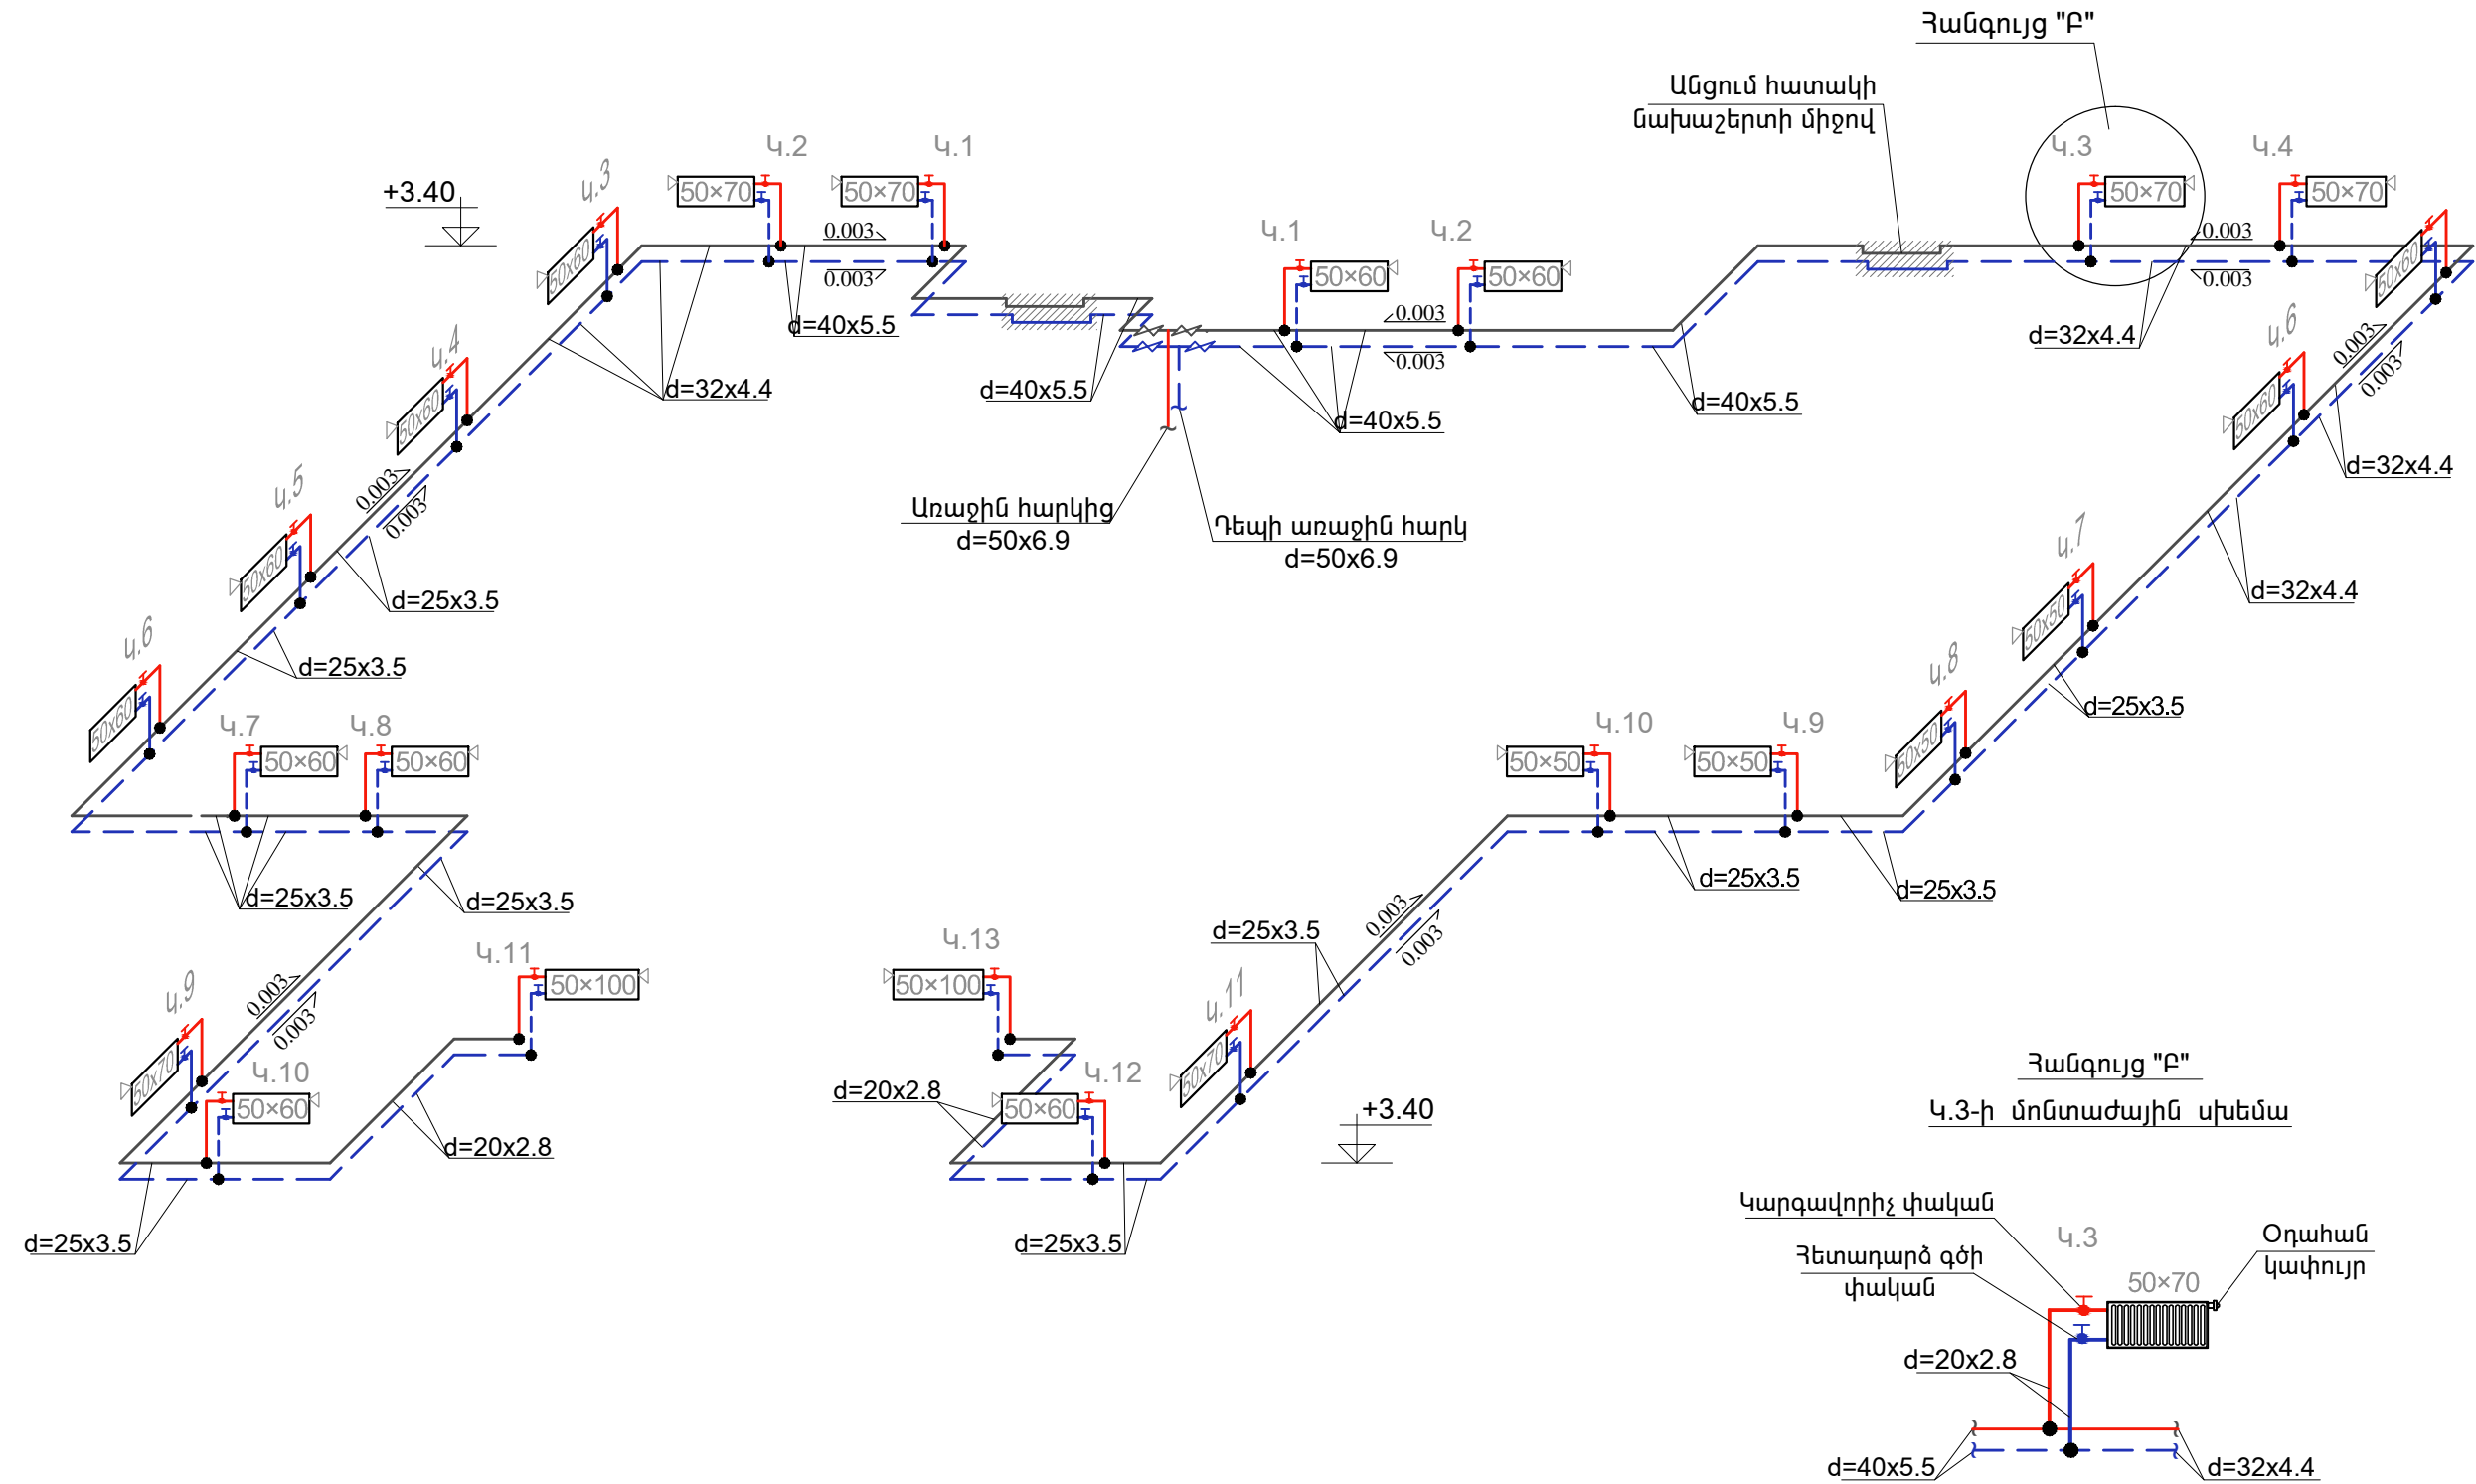 Հանգույց "Բ"
Անցում հատակի
նախաշերտի միջով
Կ.3
Կ.2
Կ.1
Կ.3
Կ.4
+3.40
50×70
50×70
50×70
50×70
50x60
0.003
0.003
0.003
0.003
Կ.1
Կ.2
50×60
50×60
50x60
0.003
0.003
d=40x5.5
d=32x4.4
Կ.4
Կ.6
50x60
50x60
0.003
0.003
d=32x4.4
d=40x5.5
d=40x5.5
d=40x5.5
d=32x4.4
Կ.5
0.003
0.003
50x60
Առաջին հարկից
d=50x6.9
Դեպի առաջին հարկ
d=50x6.9
Կ.7
50x50
d=32x4.4
d=25x3.5
Կ.6
50x60
d=25x3.5
Կ.8
50x50
d=25x3.5
Կ.7
Կ.8
50×60
50×60
Կ.10
Կ.9
50×50
50×50
d=25x3.5
d=25x3.5
d=25x3.5
d=25x3.5
Կ.11
50×100
Կ.13
50×100
d=25x3.5
0.003
0.003
Կ.9
50x70
0.003
0.003
Կ.10
50×60
d=20x2.8
d=25x3.5
d=20x2.8
Կ.12
50×60
Կ.11
50x70
+3.40
d=25x3.5
Հանգույց "Բ"
Կ.3-ի մոնտաժային սխեմա
Կարգավորիչ փական
Կ.3
Հետադարձ գծի
փական
50×70
Օդահան
կափույր
d=20x2.8
d=40x5.5
d=32x4.4